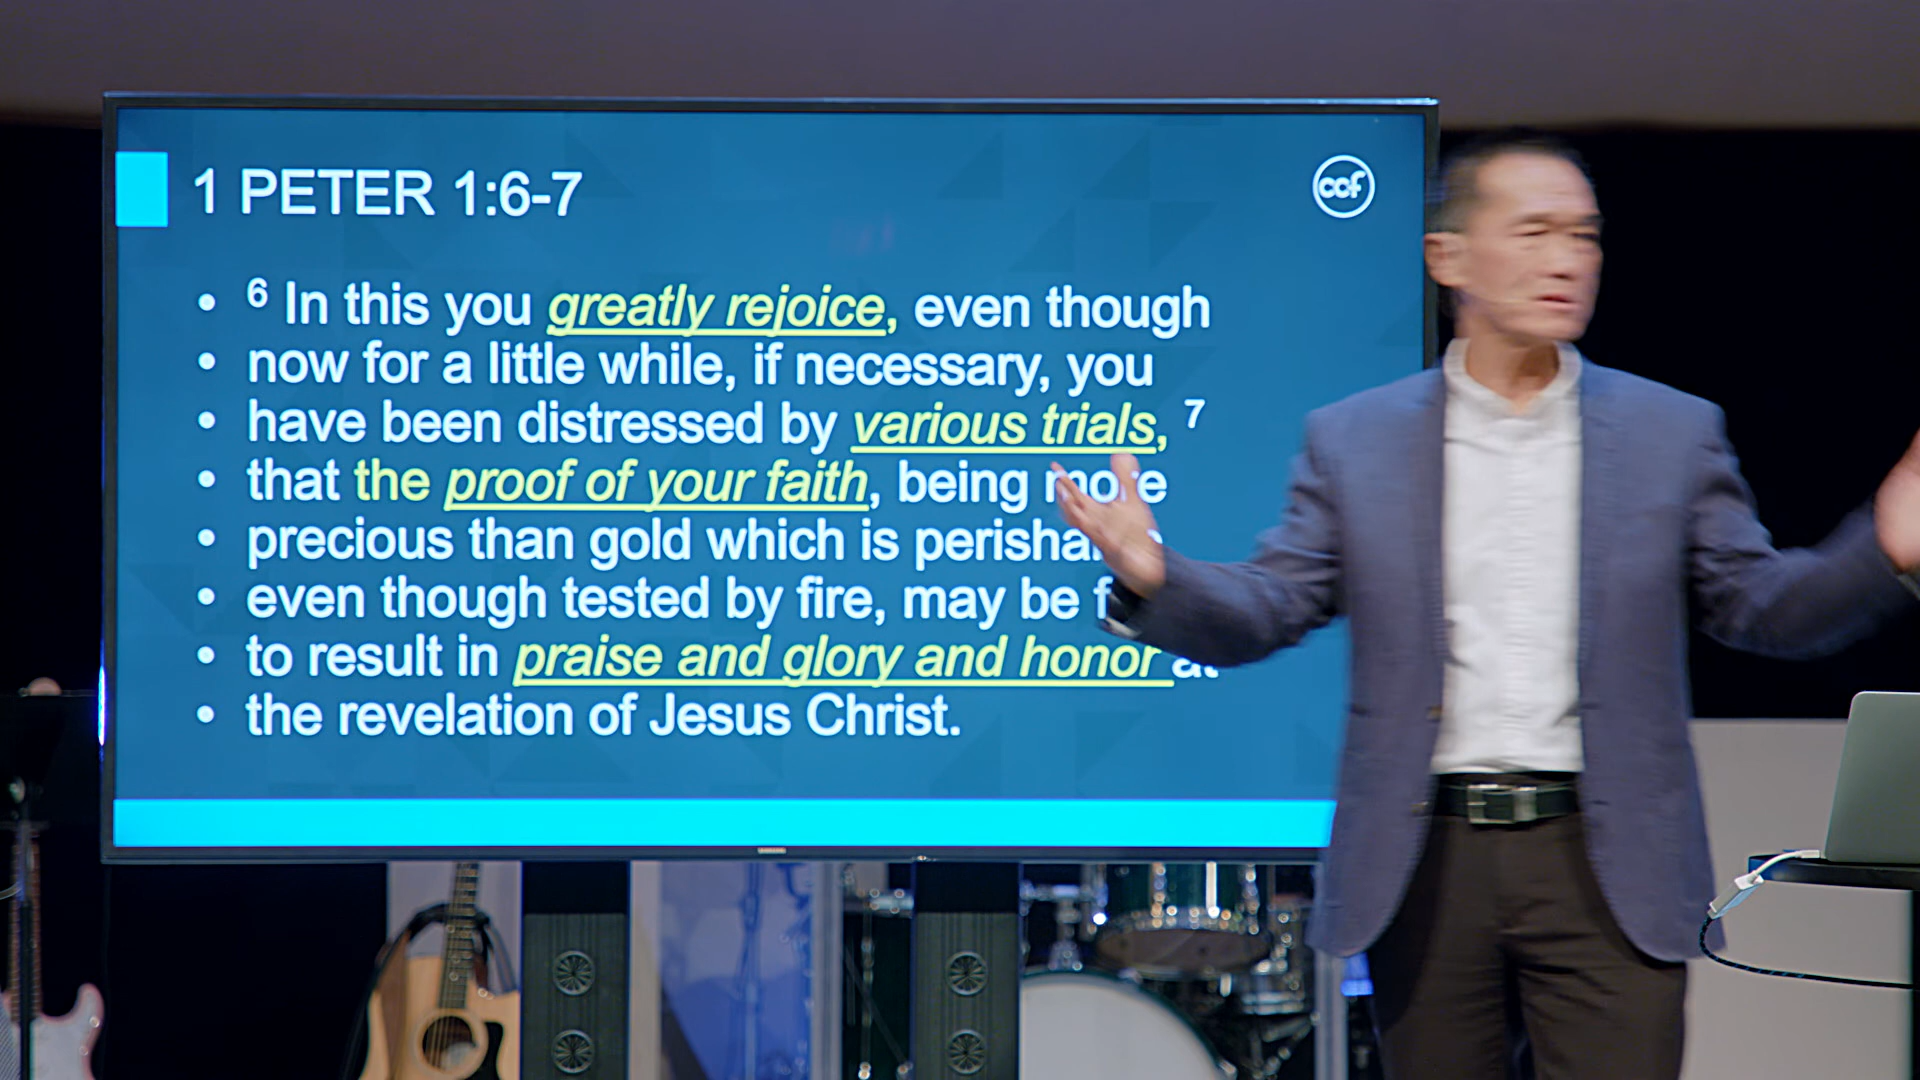 1 PETER 1:6-7
ccf
• 6 In this you greatly rejoice, even though
• now for a little while, if necessary, you
• have been distressed by various trials, 7
• that the proof of your faith, being more
• precious than gold which is
• even though tested by fire, may be
• to result in praise and glory and honor at
• the revelation of Jesus Christ.